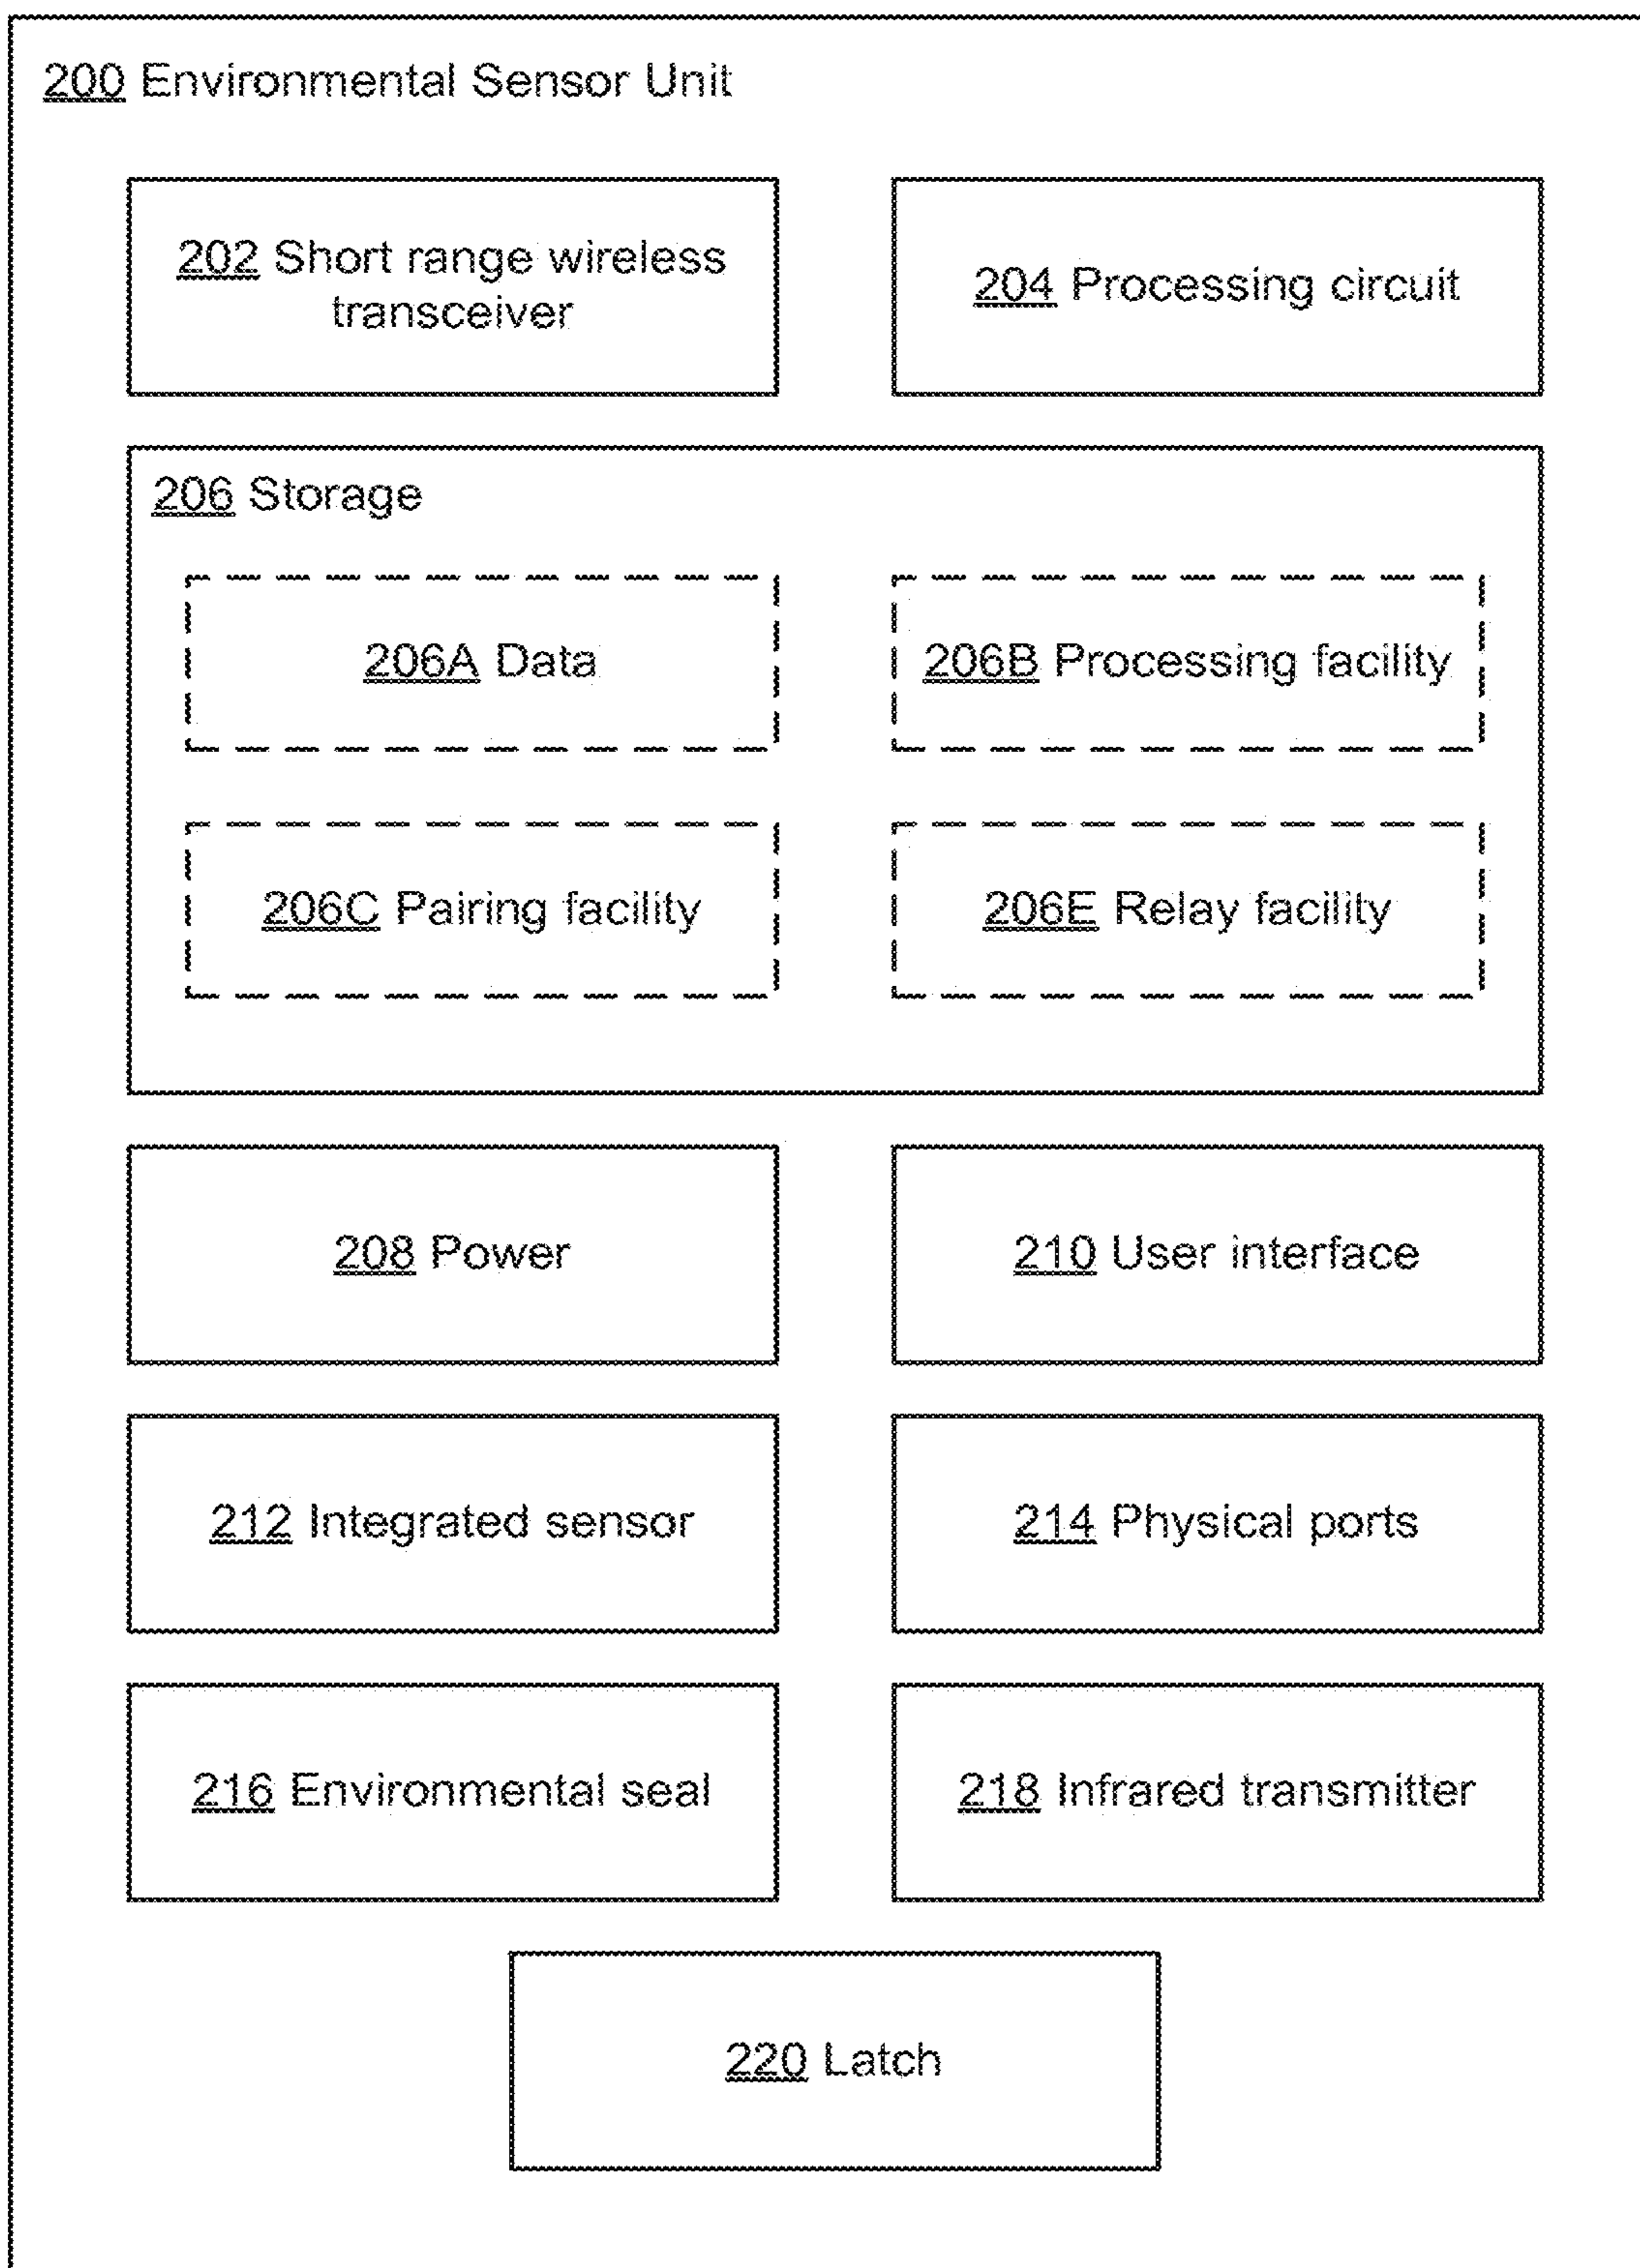 200 Environmental Sensor Unit
202 Short range wireless
transceiver
204 Processing circuit
206 Storage
206A Data
206B Processing facility
206C Pairing facility
206E Relay facility
208 Power
210 User interface
212 Integrated sensor
214 Physical ports
216 Environmental seal
218 Infrared transmitter
220 Latch